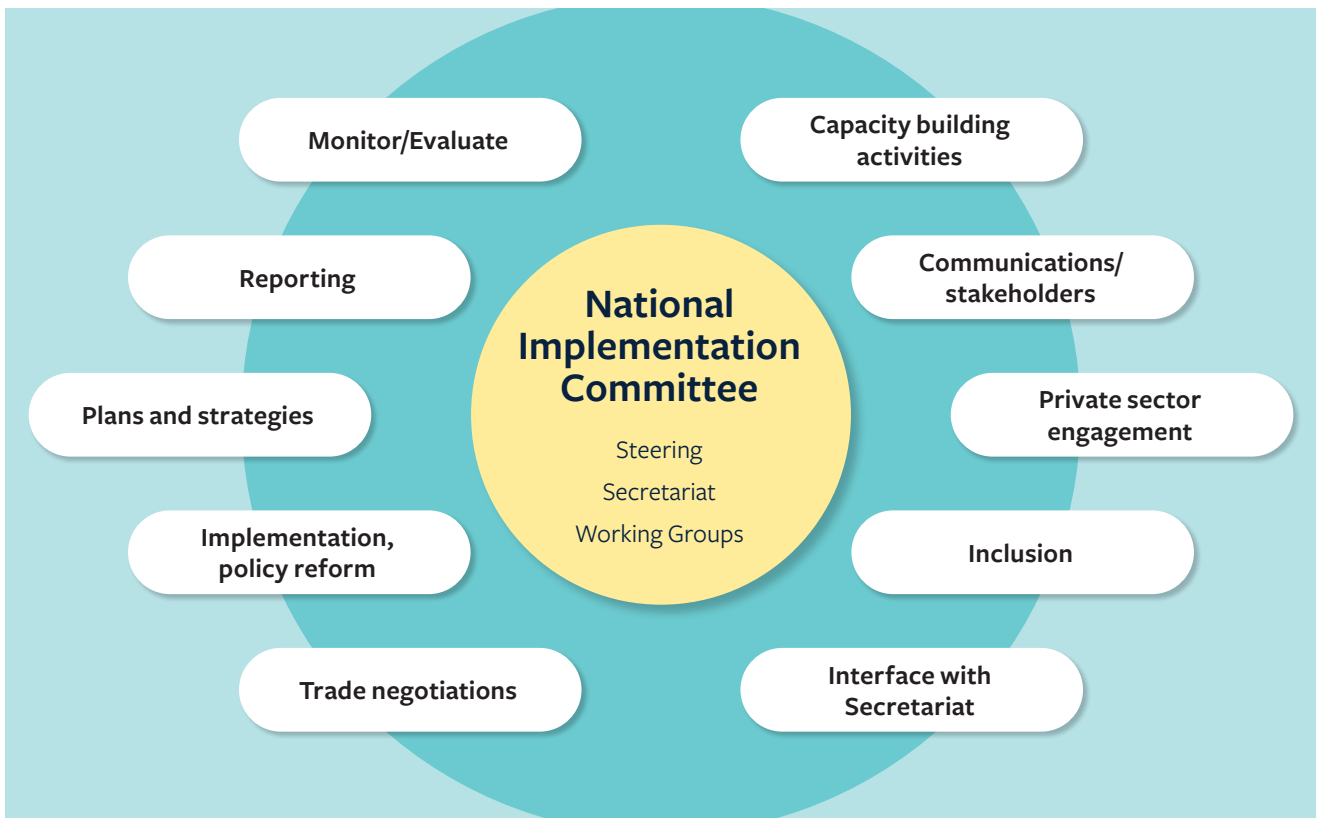 Monitor/Evaluate
Reporting
Plans and strategies
Implementation,
policy reform
Trade negotiations
National
Implementation
Committee
Steering
Secretariat
Working Groups
Capacity building
activities
Communications/
stakeholders
Private sector
engagement
Inclusion
Interface with
Secretariat